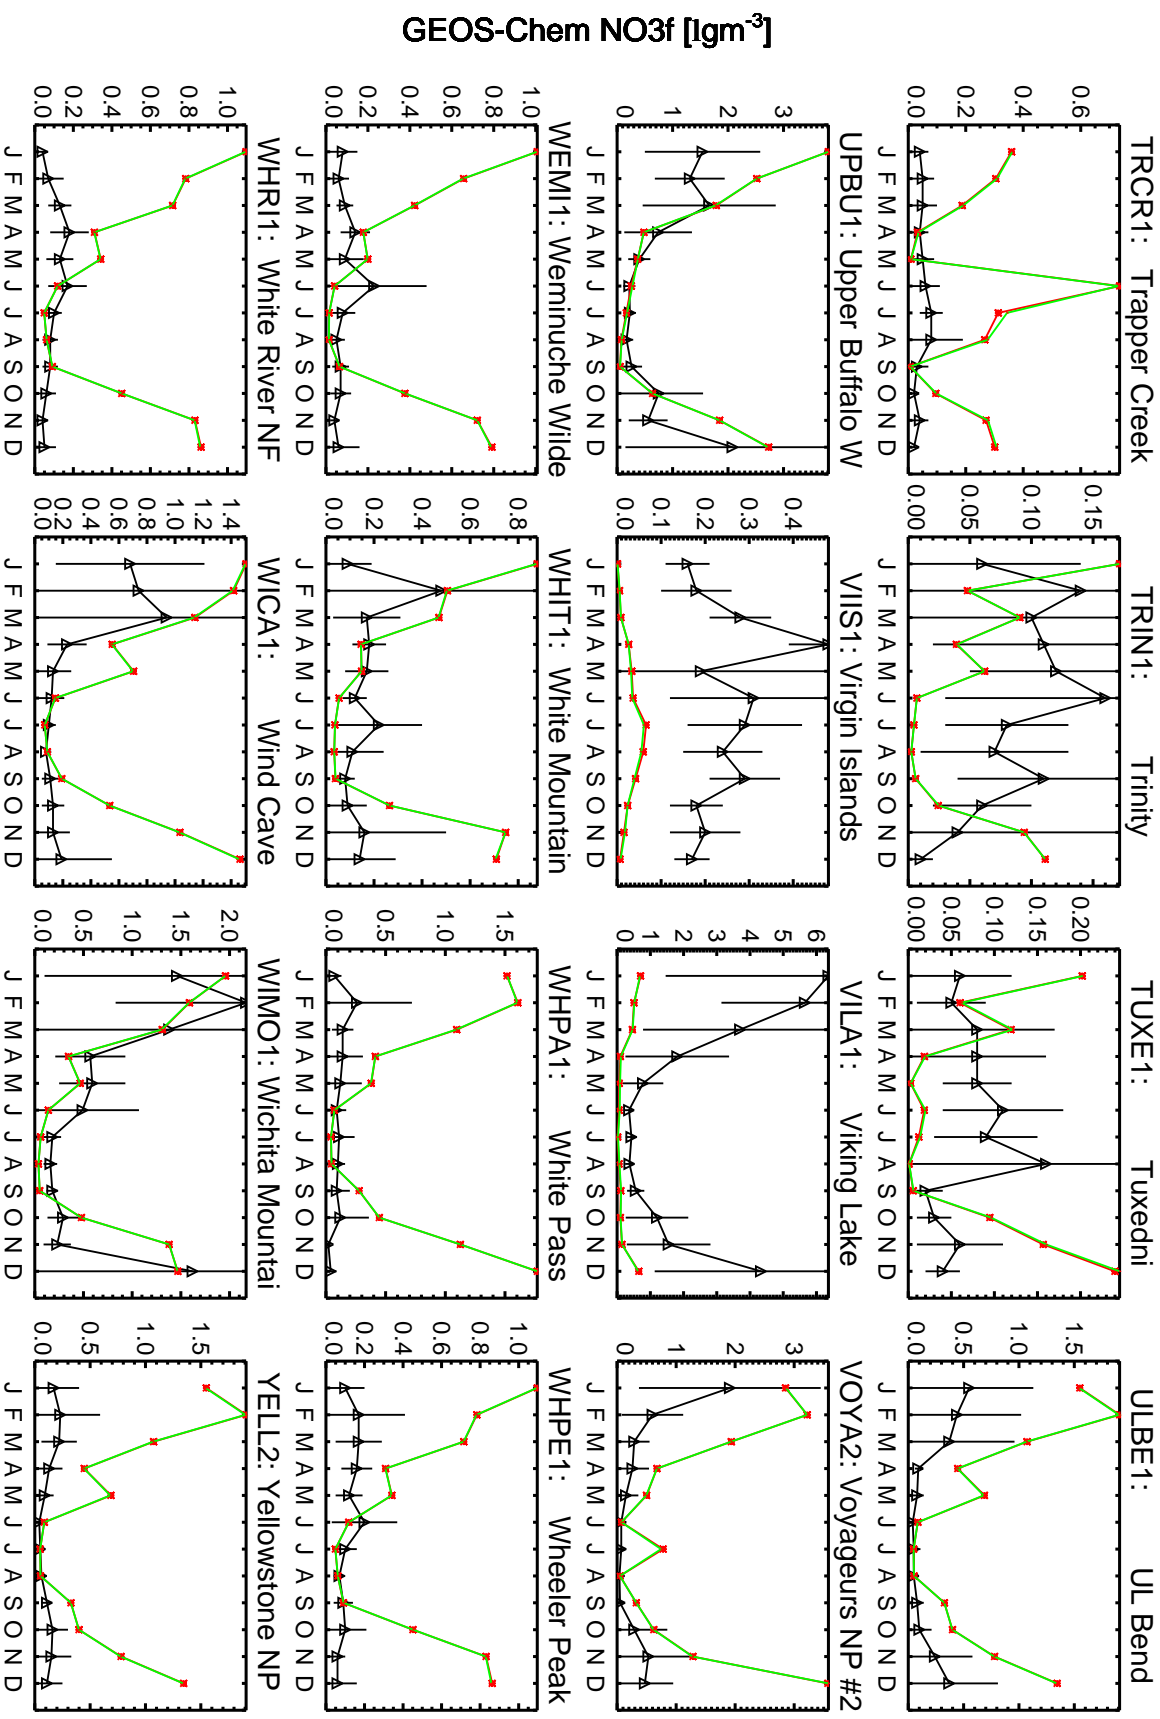 GEOS-Chem NO3f [Igm-3]
TRCR1: Trapper Creek
0.0 0.2 0.4 0.6
J F M A M J J A S O N D
TRIN1: Trinity
0.00 0.05 0.10 0.15
J F M A M J J A S O N D
TUXE1: Tuxedni
0.00 0.05 0.10 0.15 0.20
J F M A M J J A S O N D
ULBE1: UL Bend
0.0 0.5 1.0 1.5
J F M A M J J A S O N D
UPBU1: Upper Buffalo W
0 1 2 3
J F M A M J J A S O N D
VIIS1: Virgin Islands
0.0 0.1 0.2 0.3 0.4
J F M A M J J A S O N D
VILA1: Viking Lake
0 1 2 3 4 5 6
J F M A M J J A S O N D
VOYA2: Voyageurs NP #2
0 1 2 3
J F M A M J J A S O N D
WEMI1: Weminuche Wilde
0.0 0.2 0.4 0.6 0.8 1.0
J F M A M J J A S O N D
WHIT1: White Mountain
0.0 0.2 0.4 0.6 0.8
J F M A M J J A S O N D
WHPA1: White Pass
0.0 0.5 1.0 1.5
J F M A M J J A S O N D
WHPE1: Wheeler Peak
0.0 0.2 0.4 0.6 0.8 1.0
J F M A M J J A S O N D
WHRI1: White River NF
0.0 0.2 0.4 0.6 0.8 1.0
J F M A M J J A S O N D
WICA1: Wind Cave
0.0 0.2 0.4 0.6 0.8 1.0 1.2 1.4
J F M A M J J A S O N D
WIMO1: Wichita Mountai
0.0 0.5 1.0 1.5 2.0
J F M A M J J A S O N D
YELL2: Yellowstone NP
0.0 0.5 1.0 1.5
J F M A M J J A S O N D